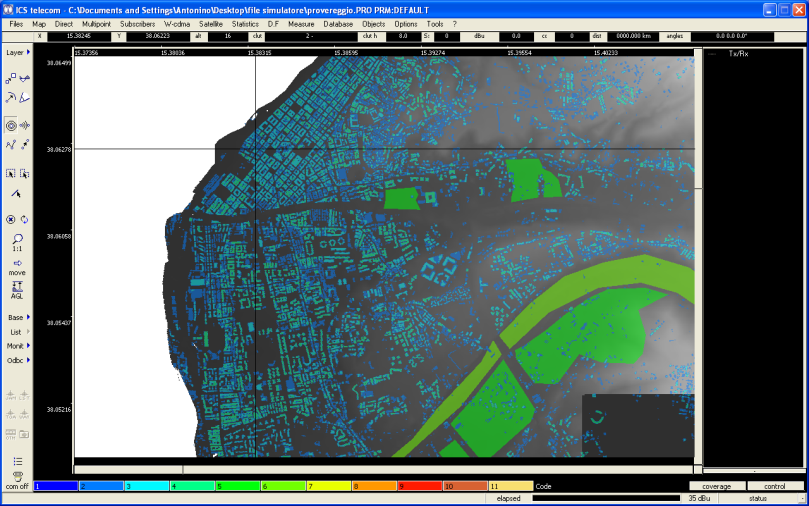 ICS telecom - C:\Documents and Settings\Antonino\Desktop\file simulatore\provereggio.PRO PRM:DEFAULT
Files Map Direct Multipoint Subscribers W-cdma Satellite Statistics D.F Measure Database Objects Options Tools ?
X 15.38245 Y 38.06223 alt 16 clut 2 - clut h 8.0 S: 0 dBu 0.0 cc 0 dist 0000.000 km angles 0.0 0.0 0.0°
15.37356 15.38036 15.38315 15.38595 15.39274 15.39554 15.40233
Tx/Rx
Layer
38.06499
38.06278
38.06058
38.05437
38.05216
1:1
move
AGL
Base
List
Monit
Odbc
com off
1 2 3 4 5 6 7 8 9 10 11 Code
coverage control
elapsed 35 dBu status